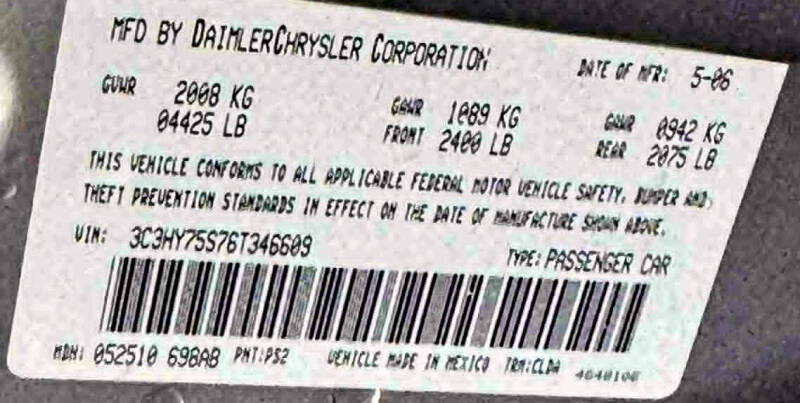 MFD BY DAIMLERCHRYSLER CORPORATION DATE OF MFR: 5-06
GVWR 2008 KG GAWR 1089 KG GAWR 0942 KG
04425 LB FRONT 2400 LB REAR 2075 LB
THIS VEHICLE CONFORMS TO ALL APPLICABLE FEDERAL MOTOR VEHICLE SAFETY, BUMPER AND
THEFT PREVENTION STANDARDS IN EFFECT ON THE DATE OF MANUFACTURE SHOWN ABOVE.
VIN: 3C3HY75S76T346609 TYPE: PASSENGER CAR
MDH: 052510 698AB PNT:PS2 VEHICLE MADE IN MEXICO TRM:CLDA